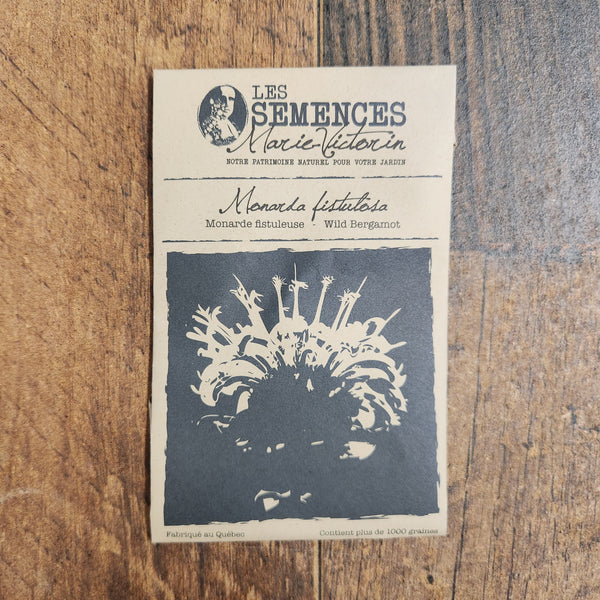 LES
SEMENCES
Marie-Victorin
NOTRE PATRIMOINE NATUREL POUR VOTRE JARDIN
Monarda fistulosa
Monarde fistuleuse - Wild Bergamot
Fabriqué au Québec
Contient plus de 1000 graines